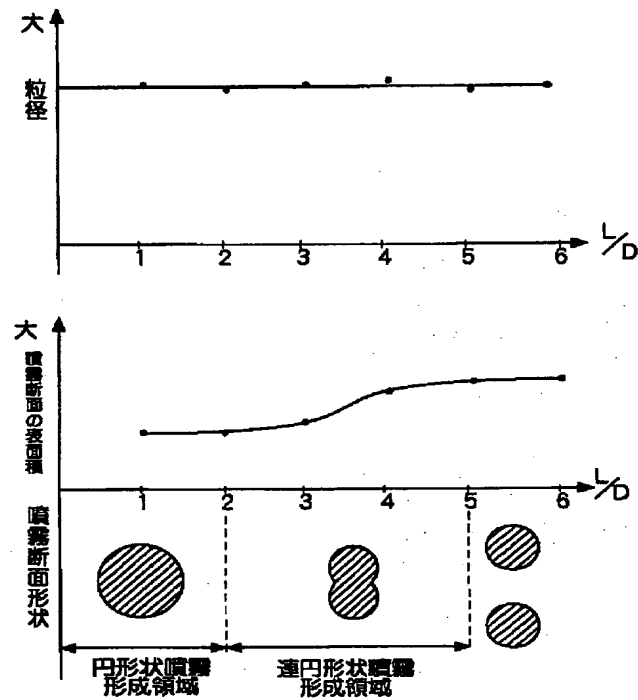 大
粒径
1 2 3 4 5 6
L/D
大
噴霧断面の表面積
1 2 3 4 5 6
L/D
噴霧断面形状
円形状噴霧
形成領域
連円形状噴霧
形成領域